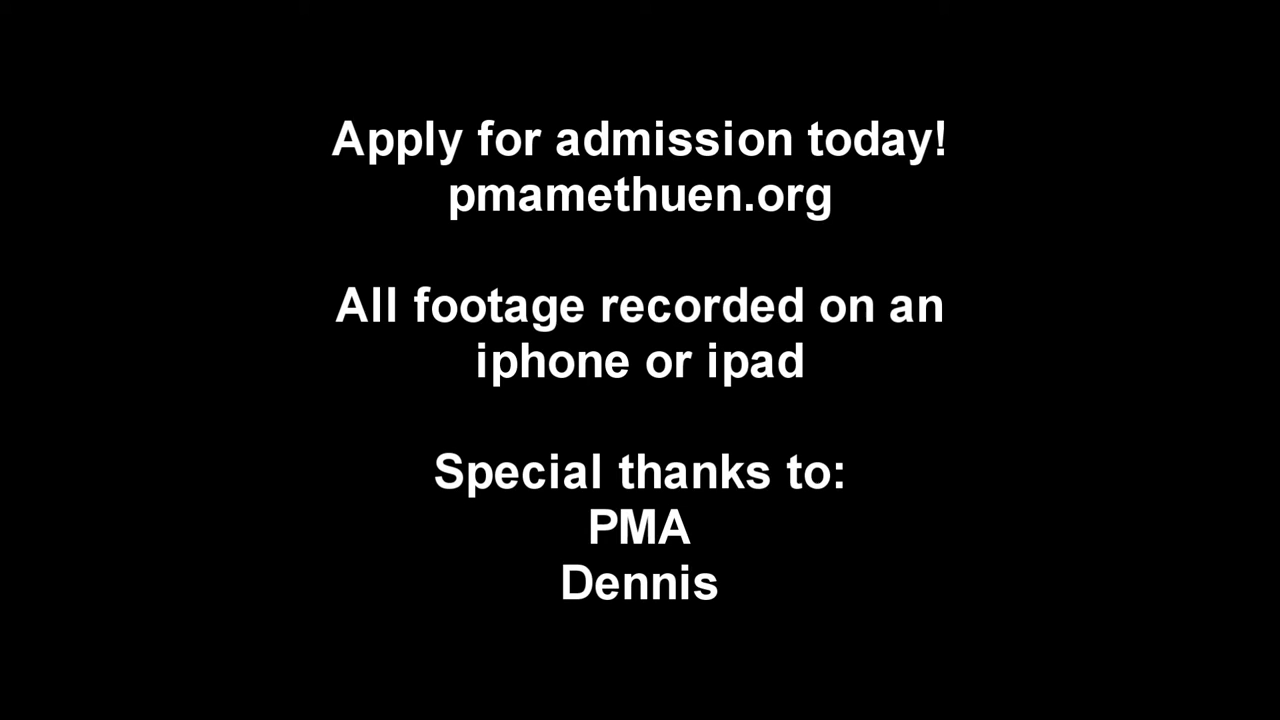 Apply for admission today!
pmamethuen.org
All footage recorded on an
iphone or ipad
Special thanks to:
PMA
Dennis